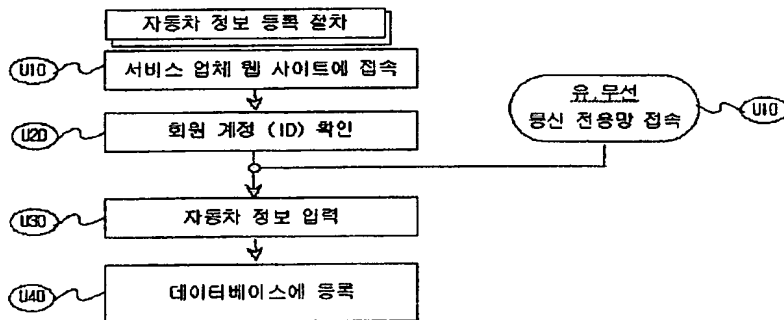 자동차 정보 등록 절차
U10
서비스 업체 웹 사이트에 접속
유,무선
통신 전용망 접속
U10
U20
회원 계정 (ID) 확인
U30
자동차 정보 입력
U40
데이터베이스에 등록